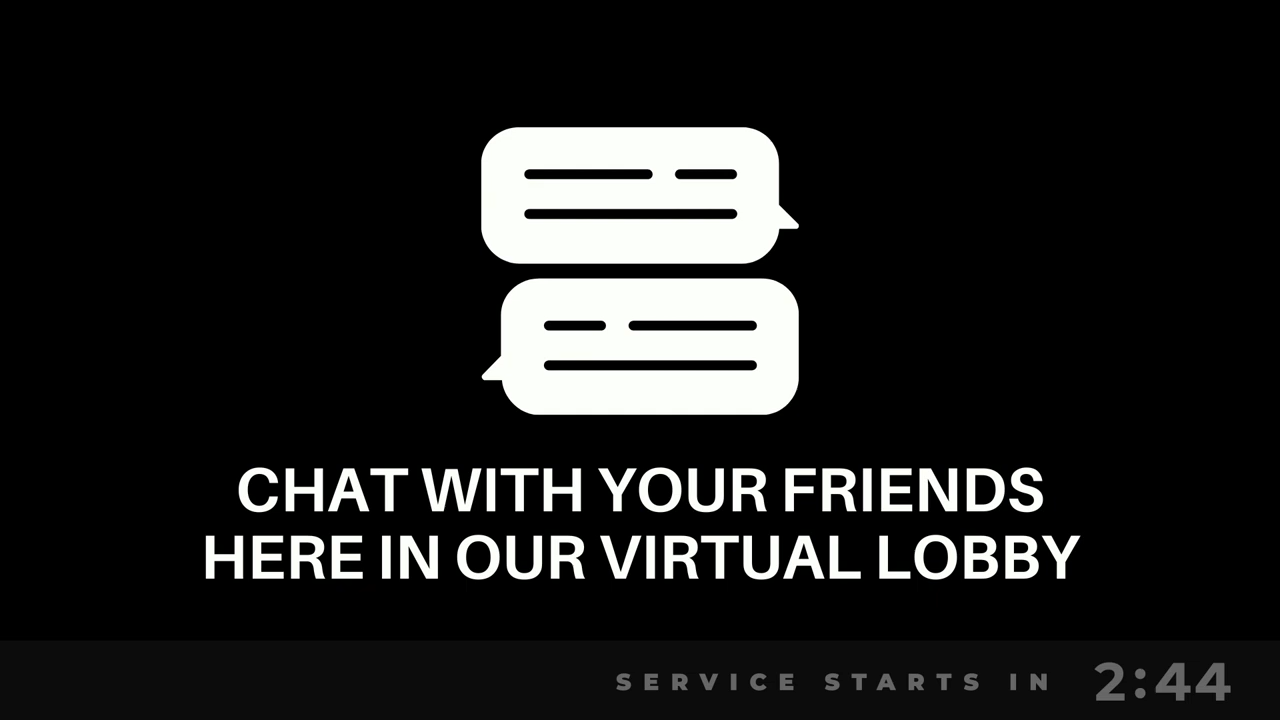 CHAT WITH YOUR FRIENDS
HERE IN OUR VIRTUAL LOBBY
SERVICE STARTS IN 2:44